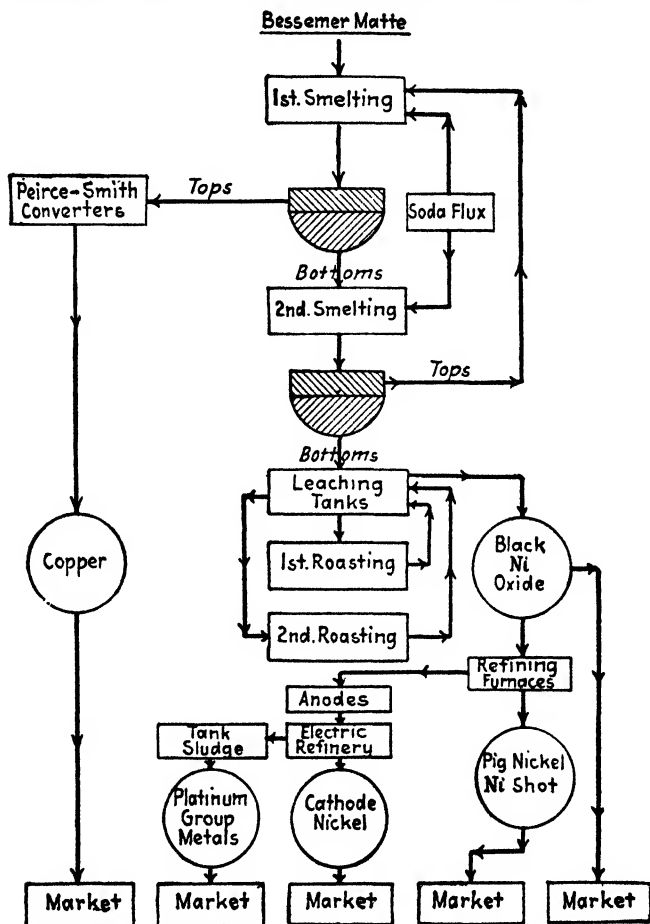 Bessemer Matte
1st. Smelting
Peirce-Smith
Converters
Tops
Soda Flux
Bottoms
2nd. Smelting
Tops
Bottoms
Leaching
Tanks
Copper
1st. Roasting
Black
Ni
Oxide
2nd. Roasting
Refining
Furnaces
Anodes
Tank
Sludge
Electric
Refinery
Pig Nickel
Ni Shot
Platinum
Group
Metals
Cathode
Nickel
Market
Market
Market
Market
Market